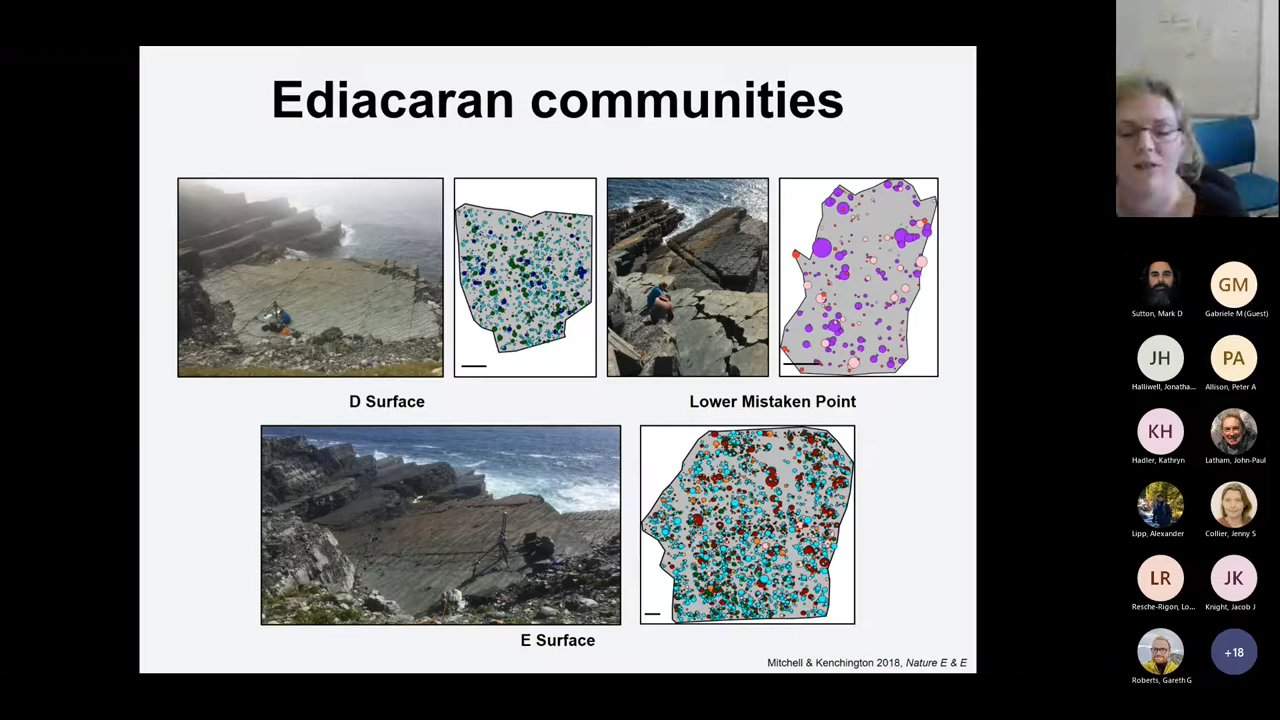 Ediacaran communities
D Surface
Lower Mistaken Point
E Surface
Mitchell & Kenchington 2018, Nature E & E
Sutton, Mark D
GM
Gabriele M (Guest)
JH
Halliwell, Jonatha...
PA
Allison, Peter A
KH
Hadler, Kathryn
Latham, John-Paul
Lipp, Alexander
Collier, Jenny S
LR
Resche-Rigon, Lo...
JK
Knight, Jacob J
Roberts, Gareth G
+18